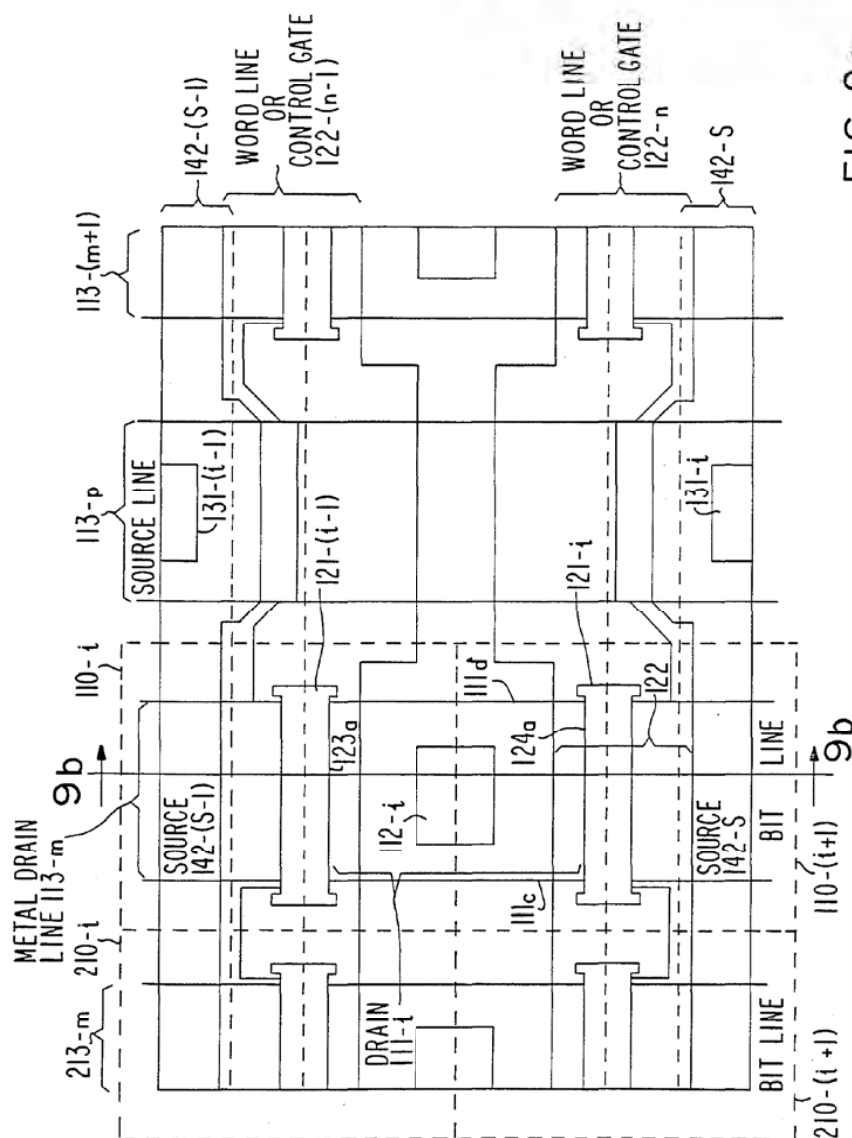 142-(S-1)
WORD LINE
OR
CONTROL GATE
122-(n-1)
WORD LINE
OR
CONTROL GATE
122-n
142-S
113-(m+1)
113-p
SOURCE LINE
131-(i-1)
131-i
121-(i-1)
121-i
110-i
111d
122
9b
9b
METAL DRAIN
LINE 113-m
SOURCE
142-(S-1)
123a
112-i
124a
SOURCE
142-S
BIT LINE
110-(i+1)
111c
210-i
213-m
DRAIN
111-i
BIT LINE
210-(i+1)
FIG.